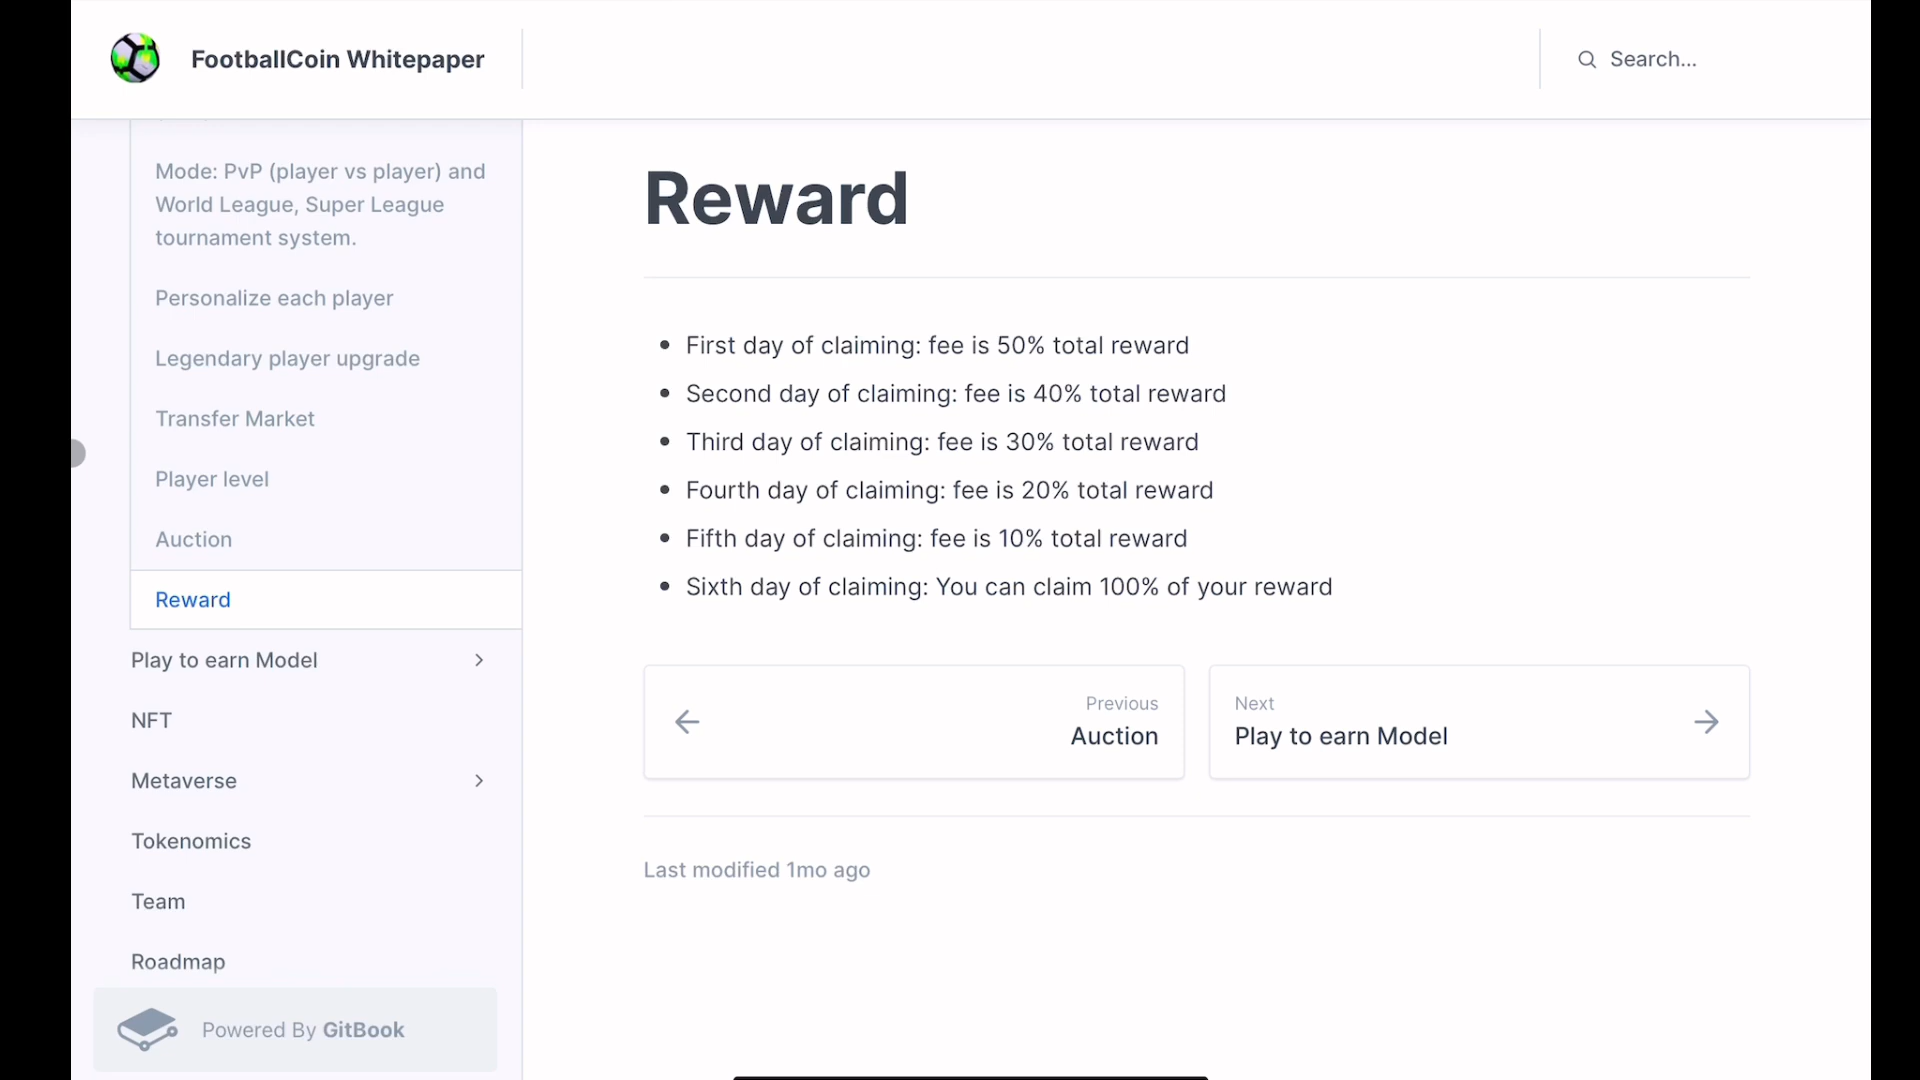 FootballCoin Whitepaper
Search...
Mode: PvP (player vs player) and
World League, Super League
tournament system.
Personalize each player
Legendary player upgrade
Transfer Market
Player level
Auction
Reward
Play to earn Model
NFT
Metaverse
Tokenomics
Team
Roadmap
Powered By GitBook
Reward
First day of claiming: fee is 50% total reward
Second day of claiming: fee is 40% total reward
Third day of claiming: fee is 30% total reward
Fourth day of claiming: fee is 20% total reward
Fifth day of claiming: fee is 10% total reward
Sixth day of claiming: You can claim 100% of your reward
Previous
Auction
Next
Play to earn Model
Last modified 1mo ago